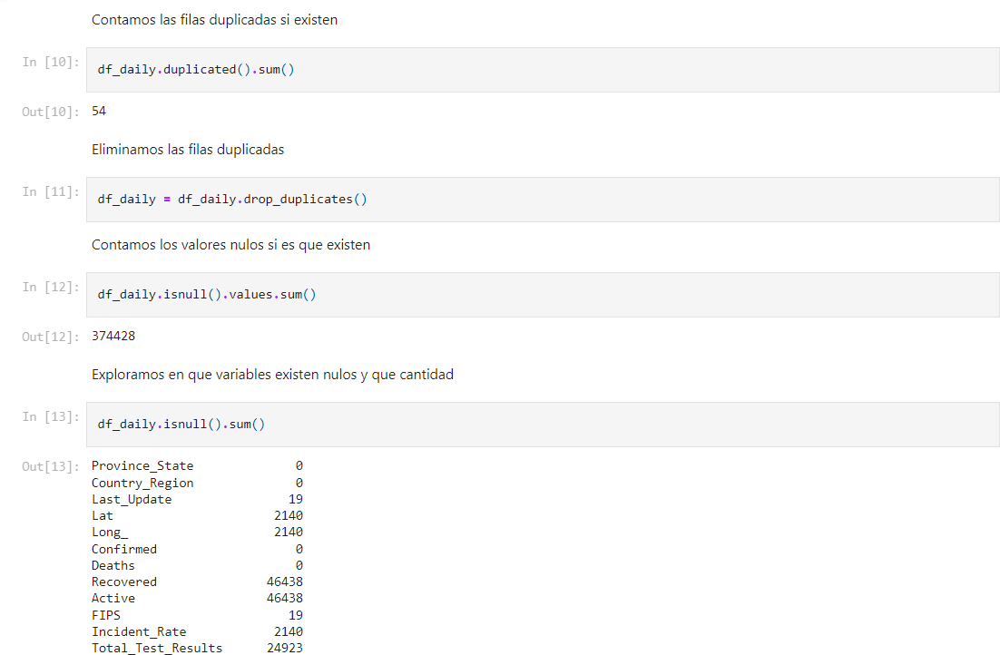 Contamos las filas duplicadas si existen
In [10]: df_daily.duplicated().sum()
Out[10]: 54
Eliminamos las filas duplicadas
In [11]: df_daily = df_daily.drop_duplicates()
Contamos los valores nulos si es que existen
In [12]: df_daily.isnull().values.sum()
Out[12]: 374428
Exploramos en que variables existen nulos y que cantidad
In [13]: df_daily.isnull().sum()
Out[13]: Province_State 0
Country_Region 0
Last_Update 19
Lat 2140
Long_ 2140
Confirmed 0
Deaths 0
Recovered 46438
Active 46438
FIPS 19
Incident_Rate 2140
Total_Test_Results 24923